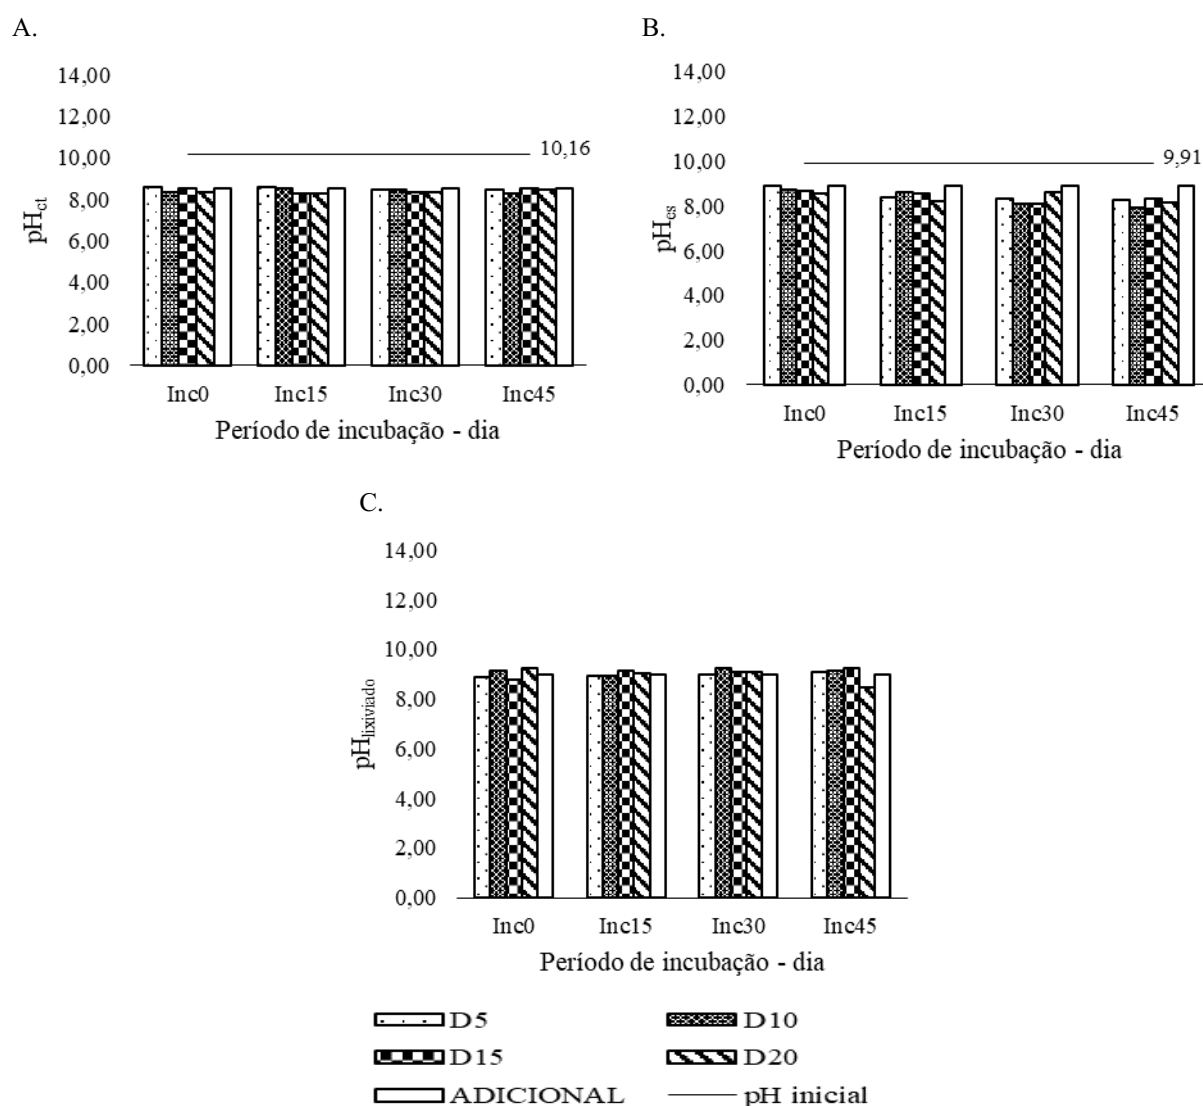 A.
14,00
12,00
10,00
8,00
6,00
4,00
2,00
0,00
pHct
10,16
Inc0 Inc15 Inc30 Inc45
Período de incubação - dia
B.
14,00
12,00
10,00
8,00
6,00
4,00
2,00
0,00
pHcs
9,91
Inc0 Inc15 Inc30 Inc45
Período de incubação - dia
C.
14,00
12,00
10,00
8,00
6,00
4,00
2,00
0,00
pHlixiviado
Inc0 Inc15 Inc30 Inc45
Período de incubação - dia
D5 D10
D15 D20
ADICIONAL pH inicial